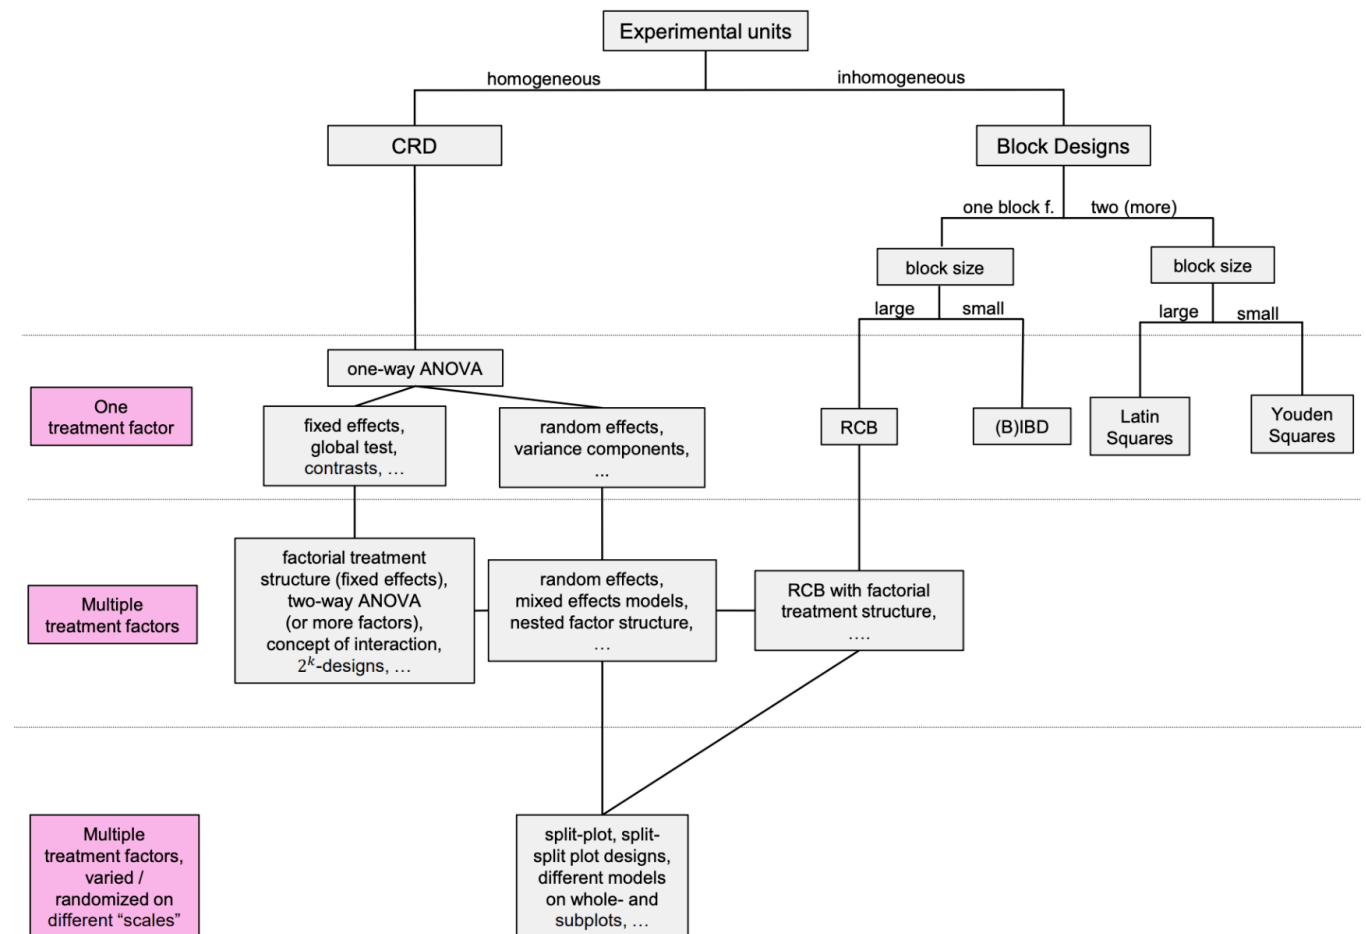 Experimental units
homogeneous
inhomogeneous
CRD
Block Designs
one block f.
two (more)
block size
block size
large
small
large
small
one-way ANOVA
One
treatment factor
fixed effects,
global test,
contrasts, …
random effects,
variance components,
...
RCB
(B)IBD
Latin
Squares
Youden
Squares
Multiple
treatment factors
factorial treatment
structure (fixed effects),
two-way ANOVA
(or more factors),
concept of interaction,
2^k-designs, …
random effects,
mixed effects models,
nested factor structure,
…
RCB with factorial
treatment structure,
….
Multiple
treatment factors,
varied /
randomized on
different “scales”
split-plot, split-
split plot designs,
different models
on whole- and
subplots, …